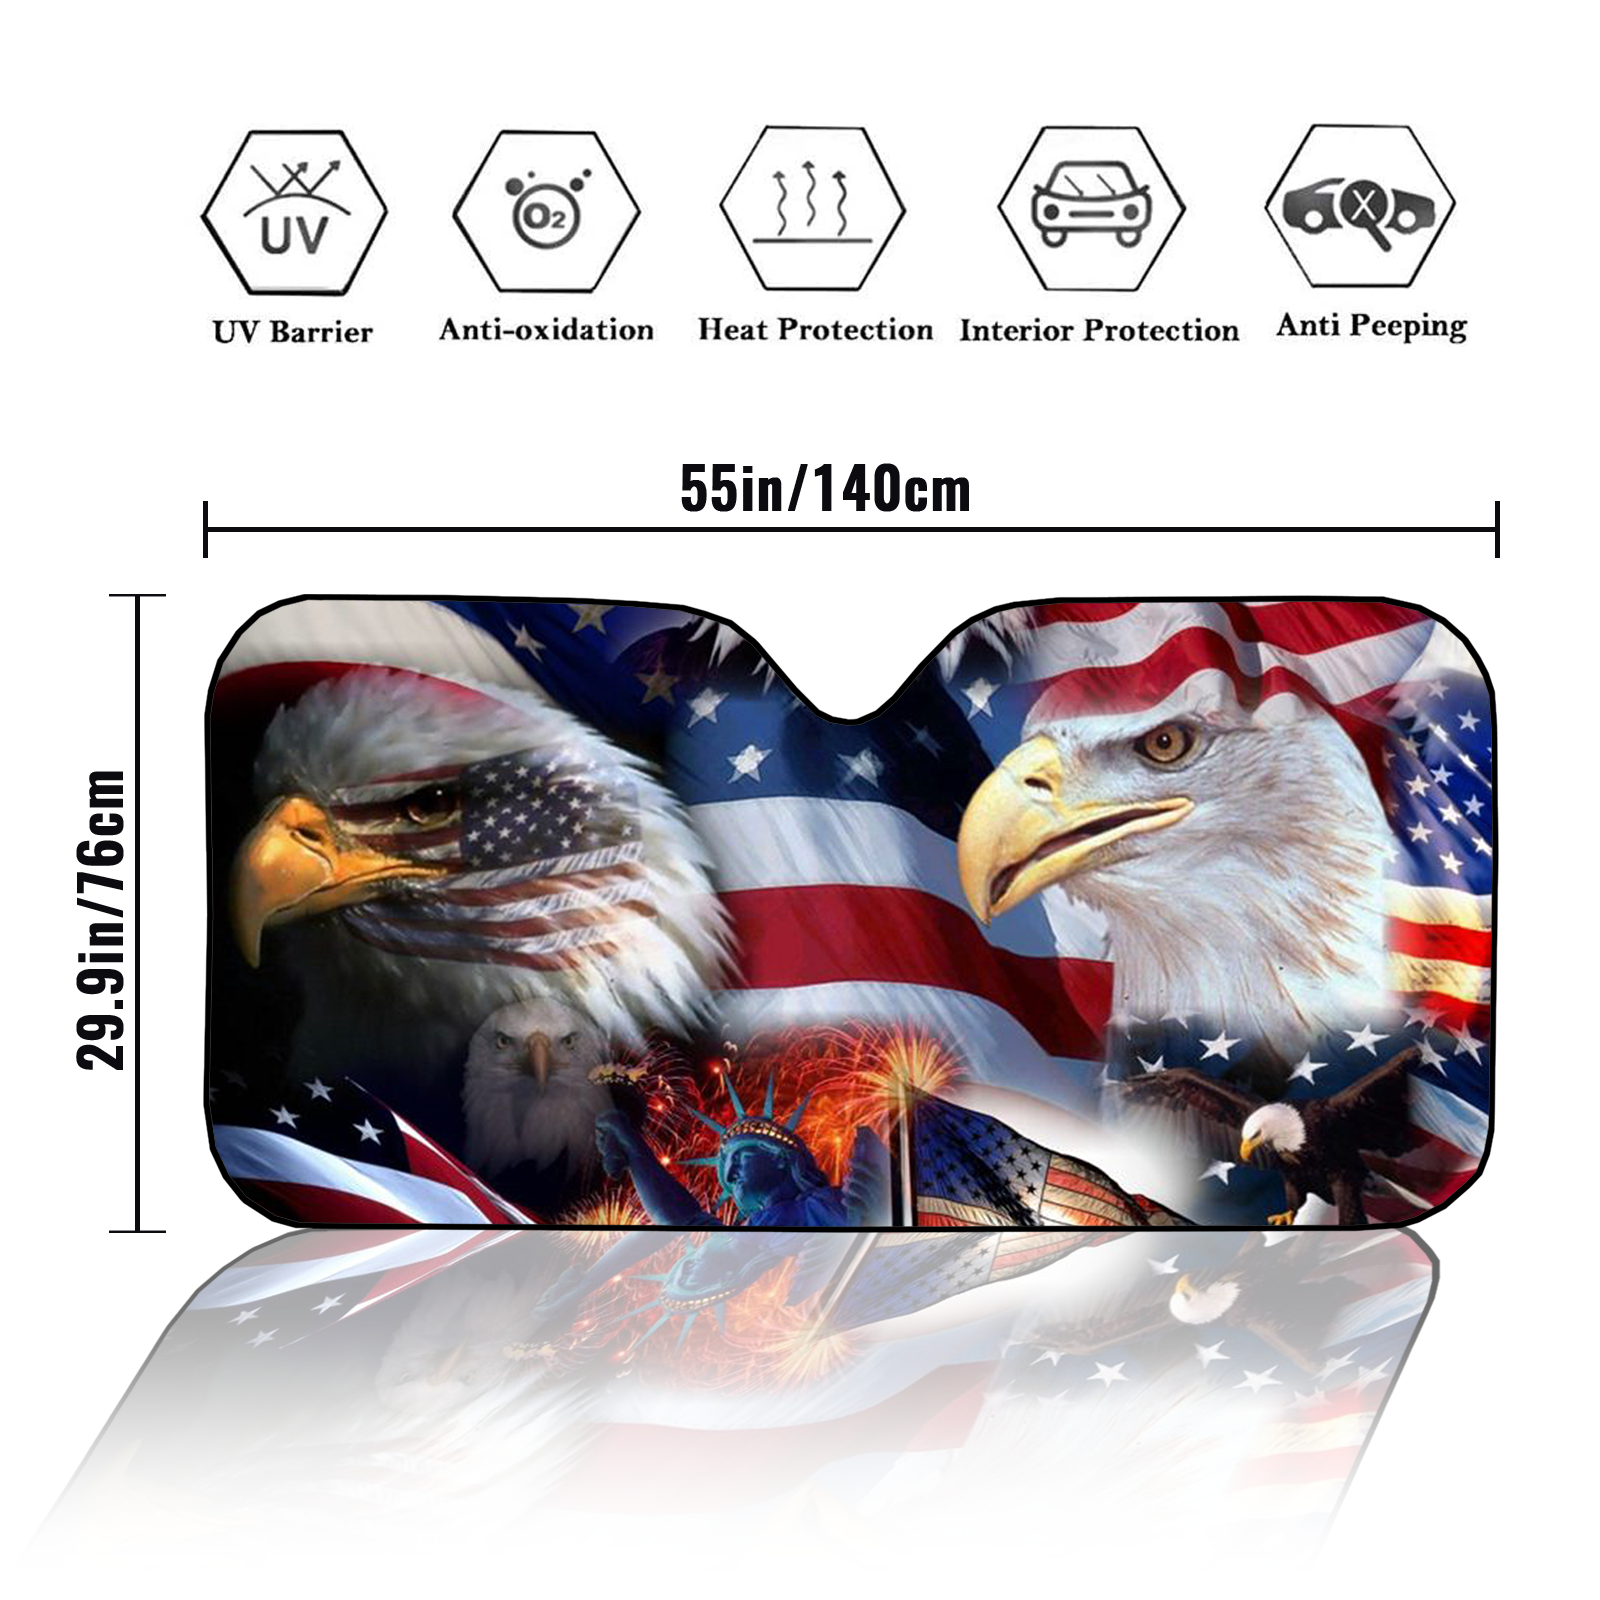 UV
O2
X
UV Barrier
Anti-oxidation
Heat Protection
Interior Protection
Anti Peeping
55in/140cm
29.9in/76cm